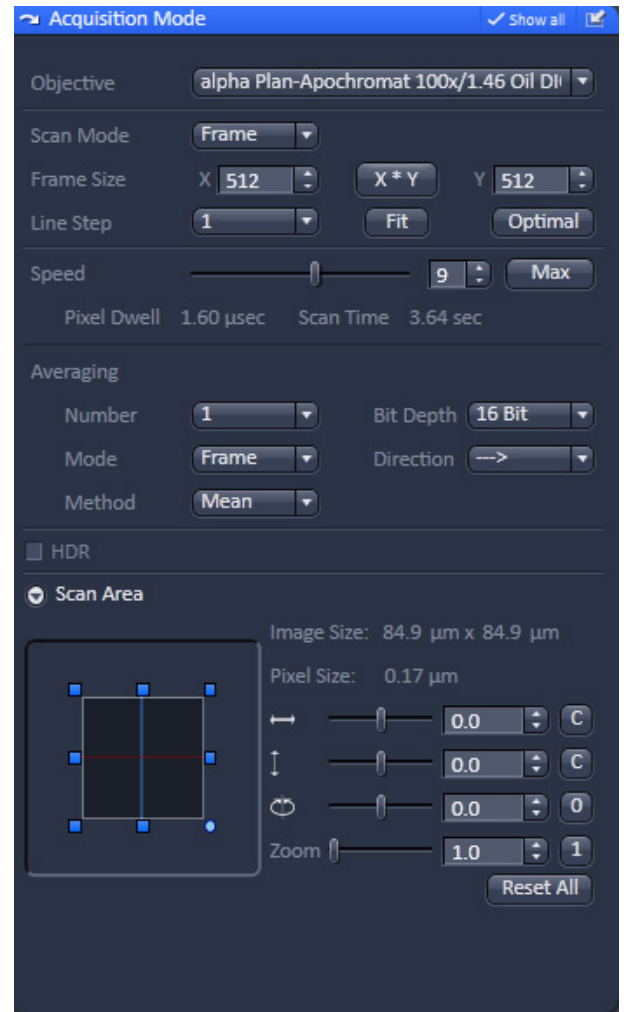 Acquisition Mode Show all
Objective alpha Plan-Apochromat 100x/1.46 Oil DI
Scan Mode Frame
Frame Size X 512 X * Y Y 512
Line Step 1 Fit Optimal
Speed 9 Max
Pixel Dwell 1.60 µsec Scan Time 3.64 sec
Averaging
Number 1 Bit Depth 16 Bit
Mode Frame Direction --->
Method Mean
HDR
Scan Area
Image Size: 84.9 µm x 84.9 µm
Pixel Size: 0.17 µm
0.0 C
0.0 C
0.0 0
Zoom 1.0 1
Reset All